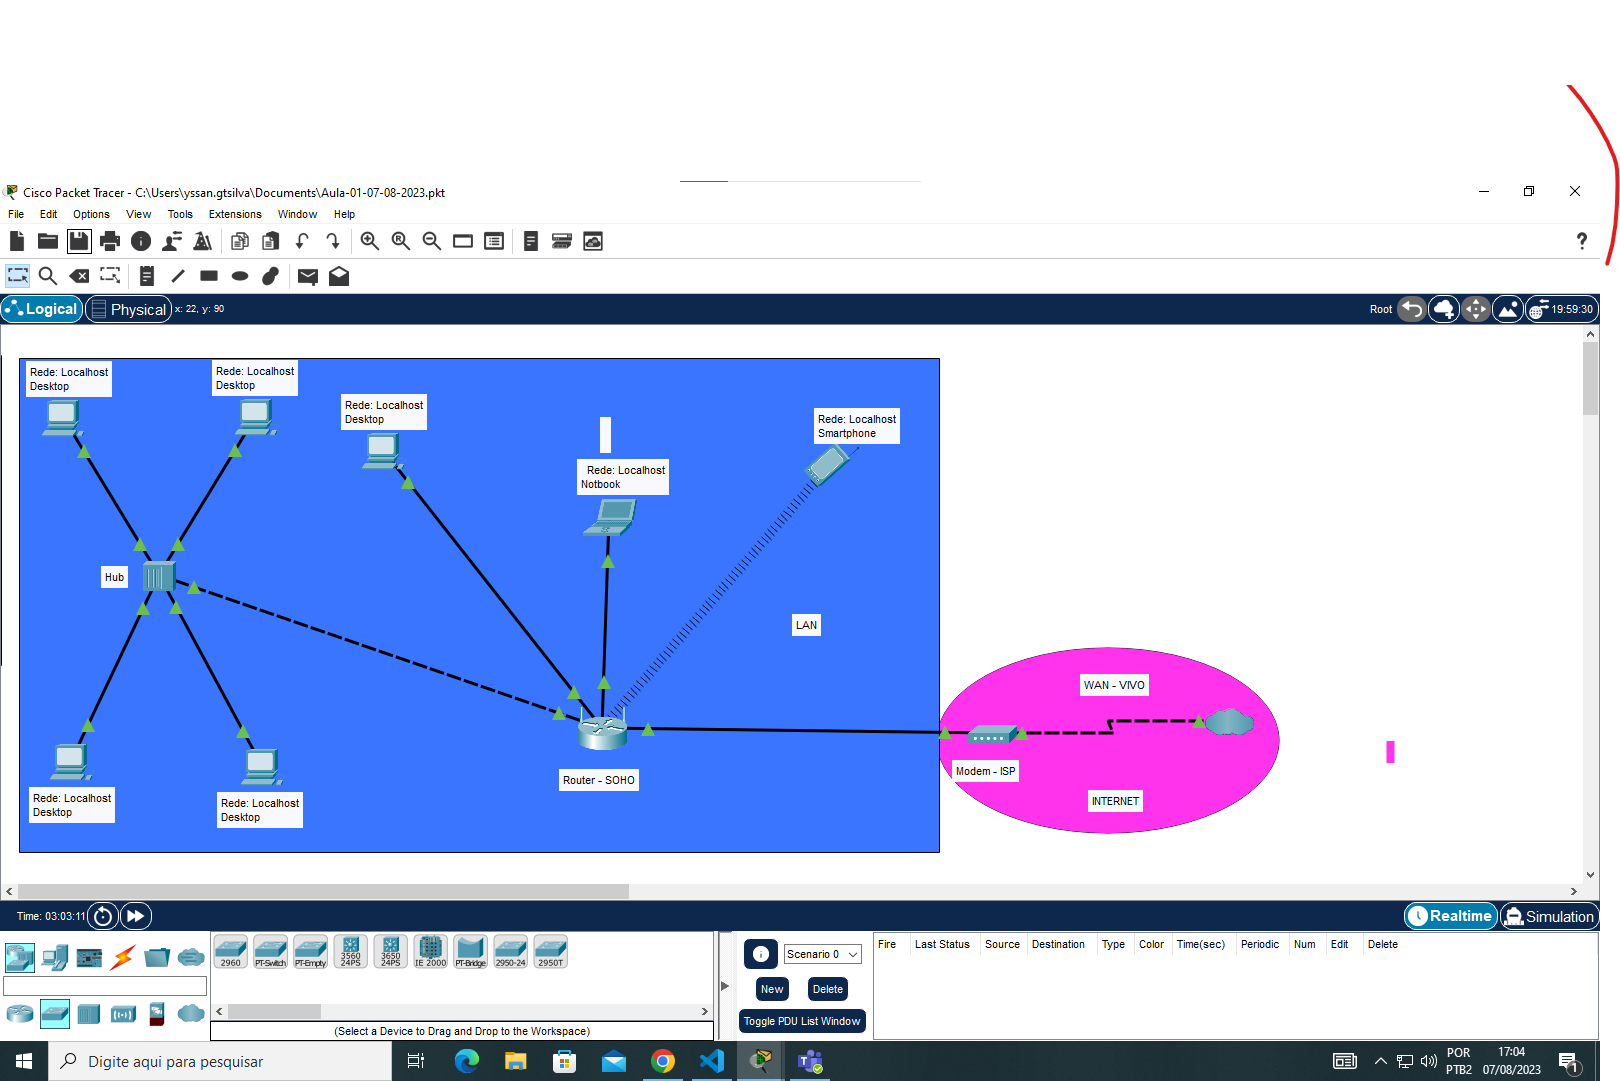 Cisco Packet Tracer - C:\Users\yssan.gtsilva\Documents\Aula-01-07-08-2023.pkt
File Edit Options View Tools Extensions Window Help
?
Logical Physical x: 22, y: 90 Root 19:59:30
Rede: Localhost
Desktop
Rede: Localhost
Desktop
Rede: Localhost
Desktop
Rede: Localhost
Smartphone
Rede: Localhost
Notbook
Hub
LAN
WAN - VIVO
Modem - ISP
Router - SOHO
INTERNET
Rede: Localhost
Desktop
Rede: Localhost
Desktop
Time: 03:03:11 Realtime Simulation
2960 PT-Switch PT-Empty 3560 24PS 3650 24PS IE 2000 PT-Bridge 2950-24 2950T
Scenario 0
New Delete
Toggle PDU List Window
Fire Last Status Source Destination Type Color Time(sec) Periodic Num Edit Delete
(Select a Device to Drag and Drop to the Workspace)
Digite aqui para pesquisar
POR
PTB2
17:04
07/08/2023
1